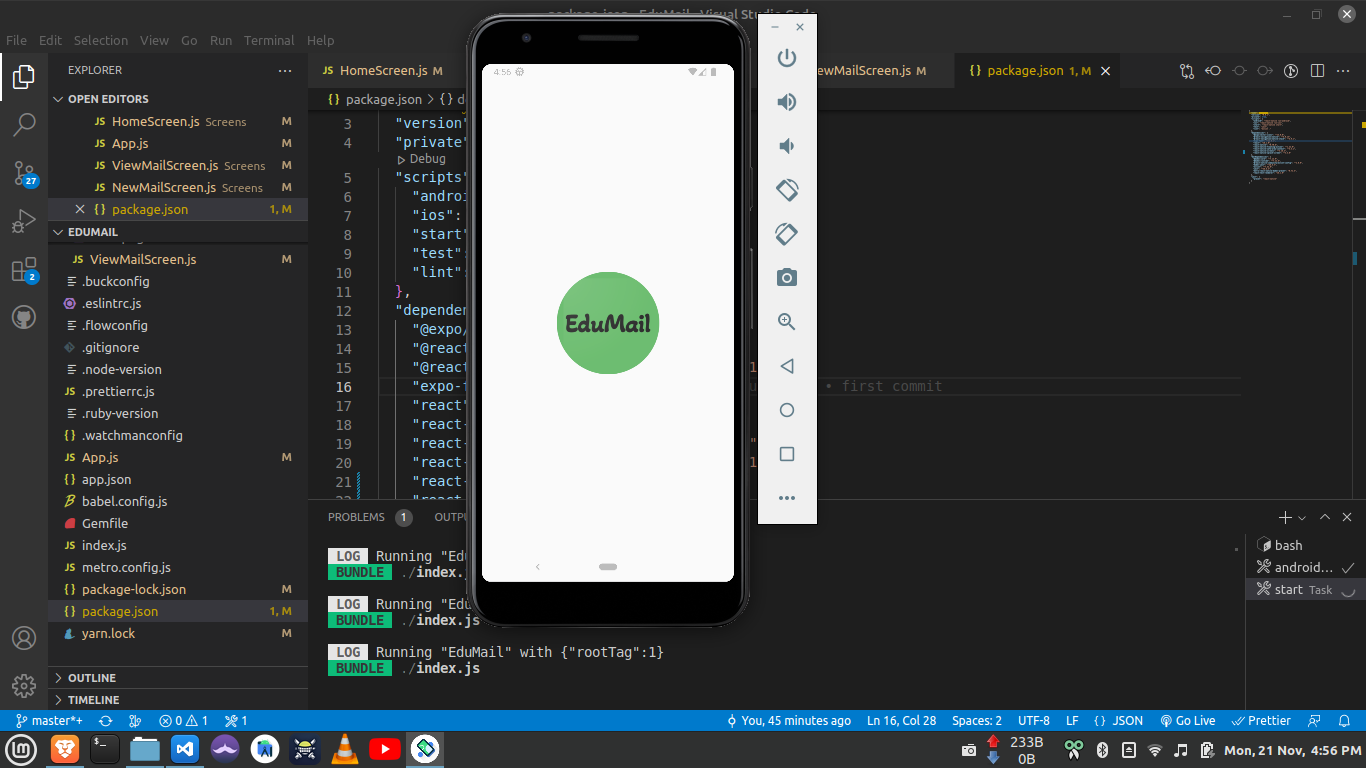 package.json - EduMail - Visual Studio Code
File Edit Selection View Go Run Terminal Help
EXPLORER
OPEN EDITORS
JS HomeScreen.js Screens M
JS App.js M
JS ViewMailScreen.js Screens M
JS NewMailScreen.js Screens M
{} package.json 1, M
EDUMAIL
JS ViewMailScreen.js M
.buckconfig
.eslintrc.js
.flowconfig
.gitignore
.node-version
JS .prettierrc.js
.ruby-version
{} .watchmanconfig
JS App.js M
{} app.json
babel.config.js
Gemfile
JS index.js
JS metro.config.js
{} package-lock.json M
{} package.json 1, M
yarn.lock M
OUTLINE
TIMELINE
27
2
JS HomeScreen.js M
ewMailScreen.js M
{} package.json 1, M
{} package.json > {} d
3 "version"
4 "private"
Debug
5 "scripts"
6 "androi
7 "ios":
8 "start"
9 "test":
10 "lint":
11 },
12 "depender
13 "@expo/
14 "@react
15 "@react
16 "expo-f
• first commit
17 "react"
18 "react-
19 "react-
20 "react-
21 "react-
4:56
EduMail
PROBLEMS 1 OUTPU
LOG Running "Edu
BUNDLE ./index.j
LOG Running "Edu
BUNDLE ./index.js
LOG Running "EduMail" with {"rootTag":1}
BUNDLE ./index.js
bash
android...
start Task
master*+ 0 1 1
You, 45 minutes ago Ln 16, Col 28 Spaces: 2 UTF-8 LF {} JSON Go Live Prettier
233B
0B
Mon, 21 Nov, 4:56 PM